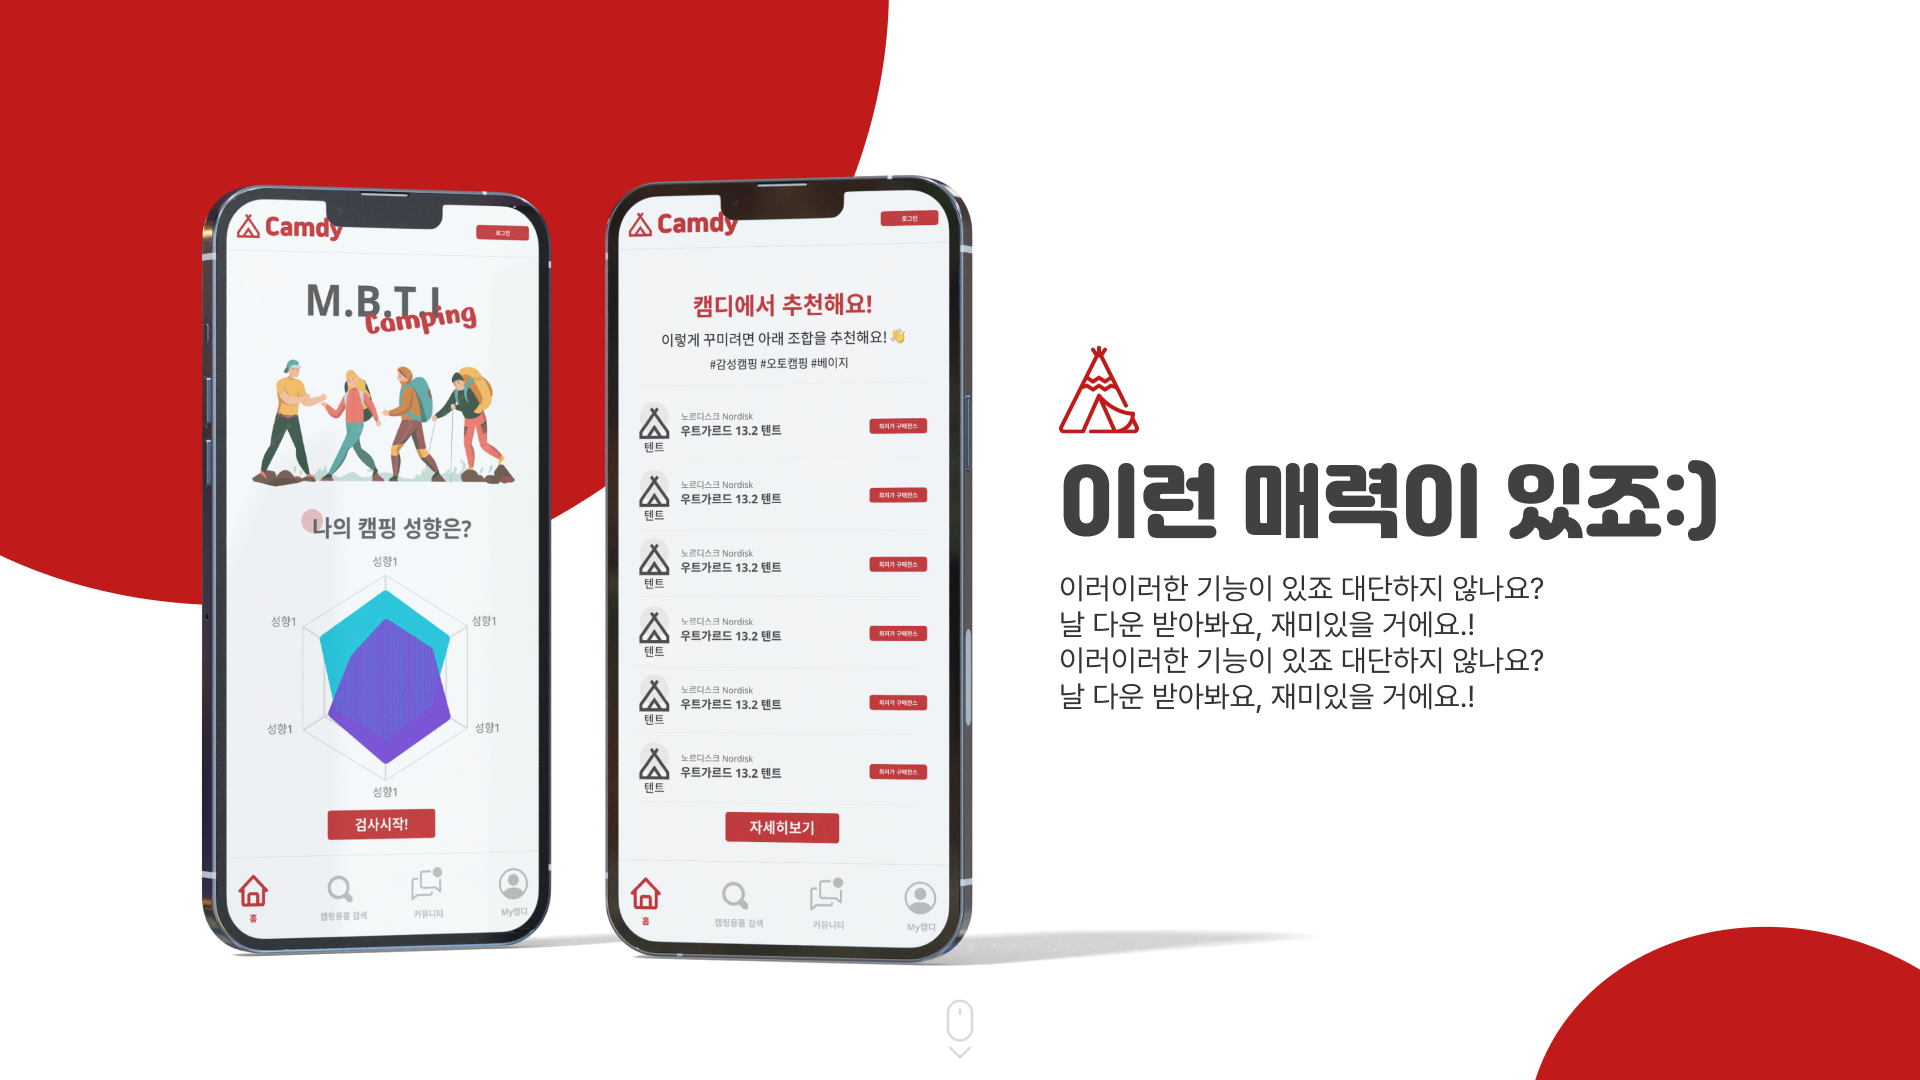 Camdy
로그인
M.B.T.I
Camping
나의 캠핑 성향은?
성향1
성향1
성향1
성향1
성향1
성향1
검사시작!
홈
캠핑용품 검색
커뮤니티
My캠디
Camdy
로그인
캠디에서 추천해요!
이렇게 꾸미려면 아래 조합을 추천해요! 👋
#감성캠핑 #오토캠핑 #베이지
텐트
노르디스크 Nordisk
우트가르드 13.2 텐트
최저가 구매찬스
텐트
노르디스크 Nordisk
우트가르드 13.2 텐트
최저가 구매찬스
텐트
노르디스크 Nordisk
우트가르드 13.2 텐트
최저가 구매찬스
텐트
노르디스크 Nordisk
우트가르드 13.2 텐트
최저가 구매찬스
텐트
노르디스크 Nordisk
우트가르드 13.2 텐트
최저가 구매찬스
텐트
노르디스크 Nordisk
우트가르드 13.2 텐트
최저가 구매찬스
자세히보기
홈
캠핑용품 검색
커뮤니티
My캠디
이런 매력이 있죠:)
이러이러한 기능이 있죠 대단하지 않나요?
날 다운 받아봐요, 재미있을 거에요.!
이러이러한 기능이 있죠 대단하지 않나요?
날 다운 받아봐요, 재미있을 거에요.!